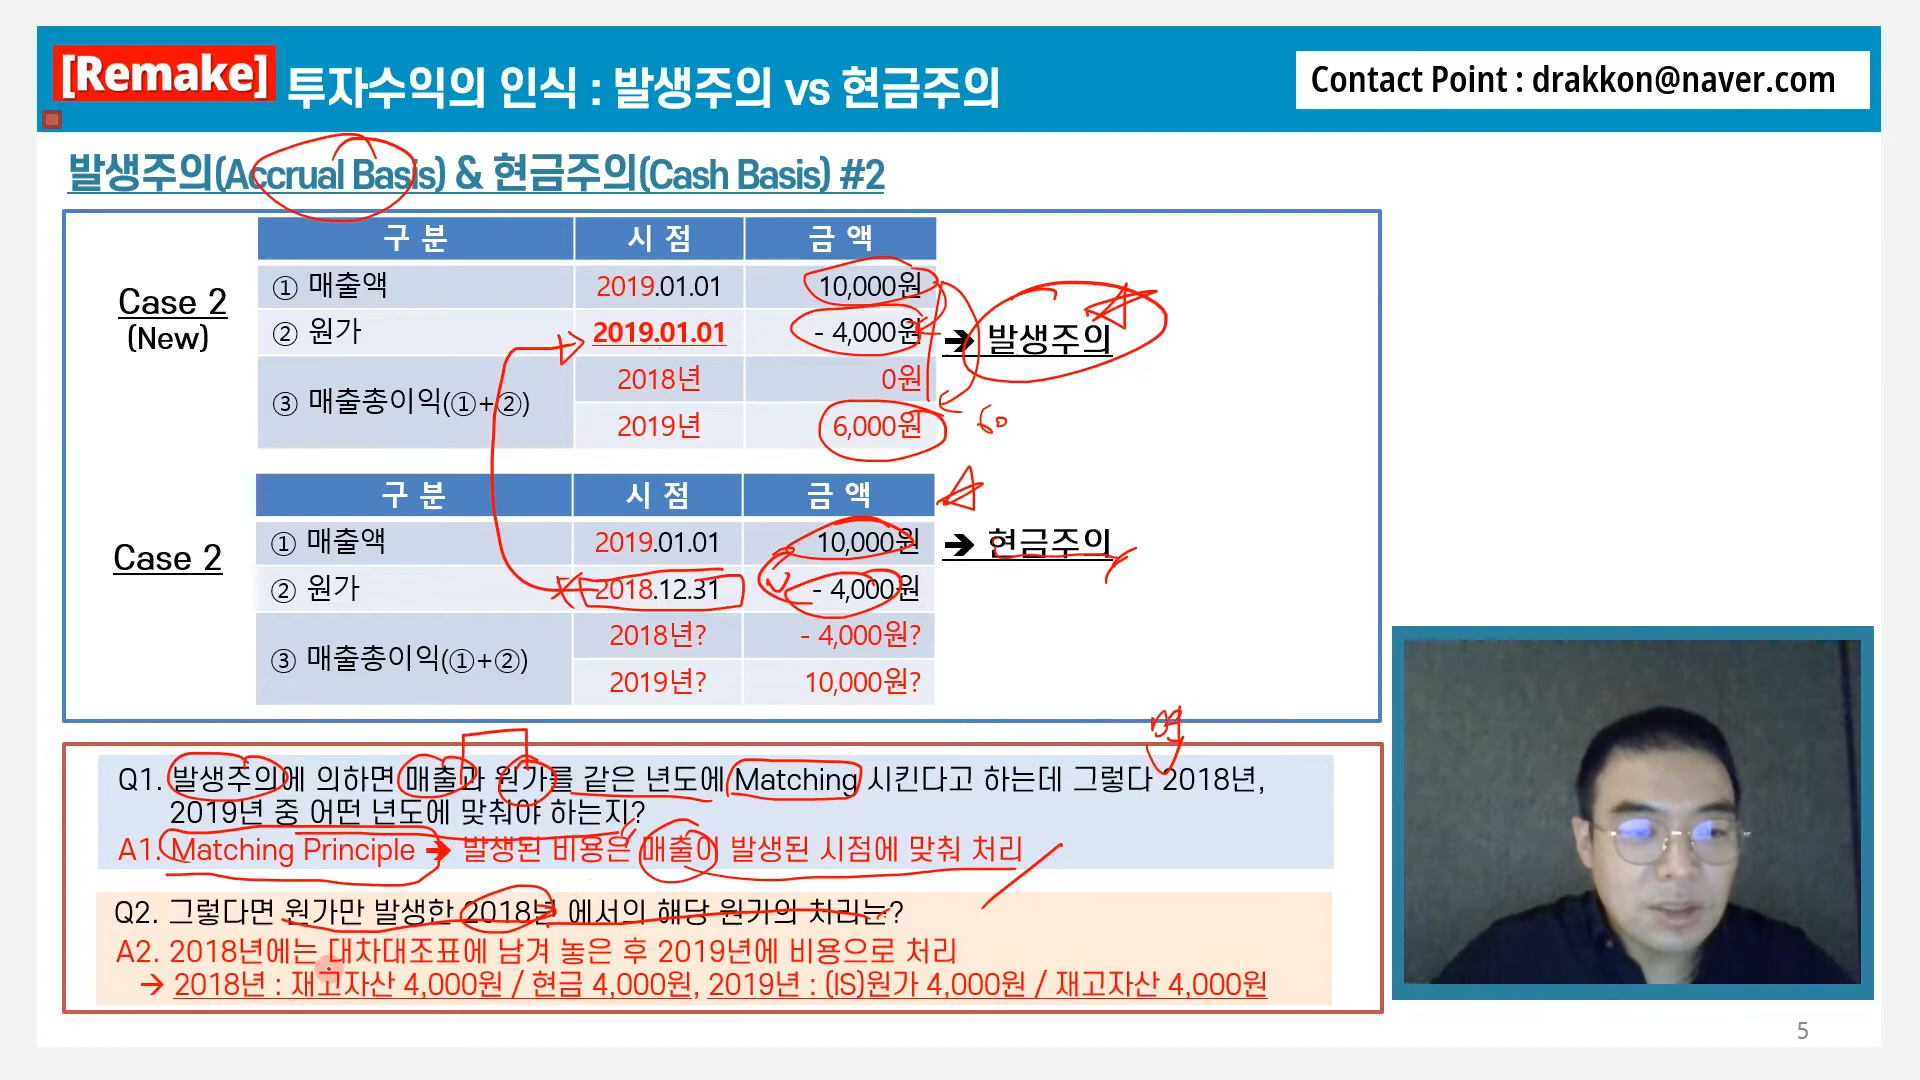 [Remake] 투자수익의 인식 : 발생주의 vs 현금주의
Contact Point : drakkon@naver.com
발생주의(Accrual Basis) & 현금주의(Cash Basis) #2
Case 2
(New)
구 분 시 점 금 액
① 매출액 2019.01.01 10,000원
② 원가 2019.01.01 - 4,000원
③ 매출총이익(①+②) 2018년 0원
2019년 6,000원
➔ 발생주의
60
Case 2
구 분 시 점 금 액
① 매출액 2019.01.01 10,000원
② 원가 2018.12.31 - 4,000원
③ 매출총이익(①+②) 2018년? - 4,000원?
2019년? 10,000원?
➔ 현금주의
Q1. 발생주의에 의하면 매출과 원가를 같은 년도에 Matching 시킨다고 하는데 그렇다 2018년,
2019년 중 어떤 년도에 맞춰야 하는지?
A1. Matching Principle ➔ 발생된 비용은 매출이 발생된 시점에 맞춰 처리
Q2. 그렇다면 원가만 발생한 2018년 에서의 해당 원가의 처리는?
A2. 2018년에는 대차대조표에 남겨 놓은 후 2019년에 비용으로 처리
→ 2018년 : 재고자산 4,000원 / 현금 4,000원, 2019년 : (IS)원가 4,000원 / 재고자산 4,000원
5